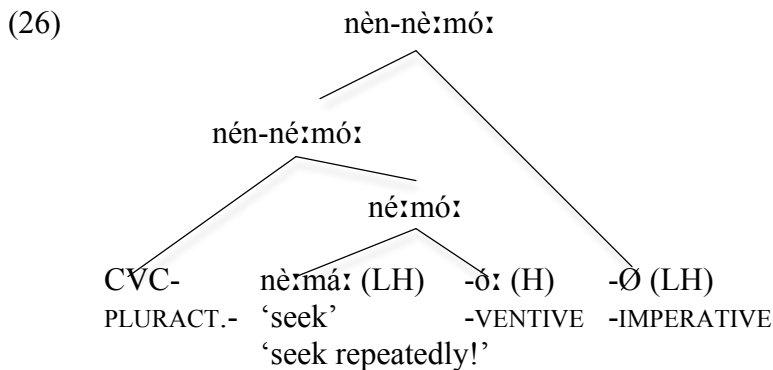 (26) nèn-nèːmóː
nén-néːmóː
néːmóː
CVC- nèːmáː (LH) -óː (H) -Ø (LH)
PLURACT.- ‘seek’ -VENTIVE -IMPERATIVE
‘seek repeatedly!’